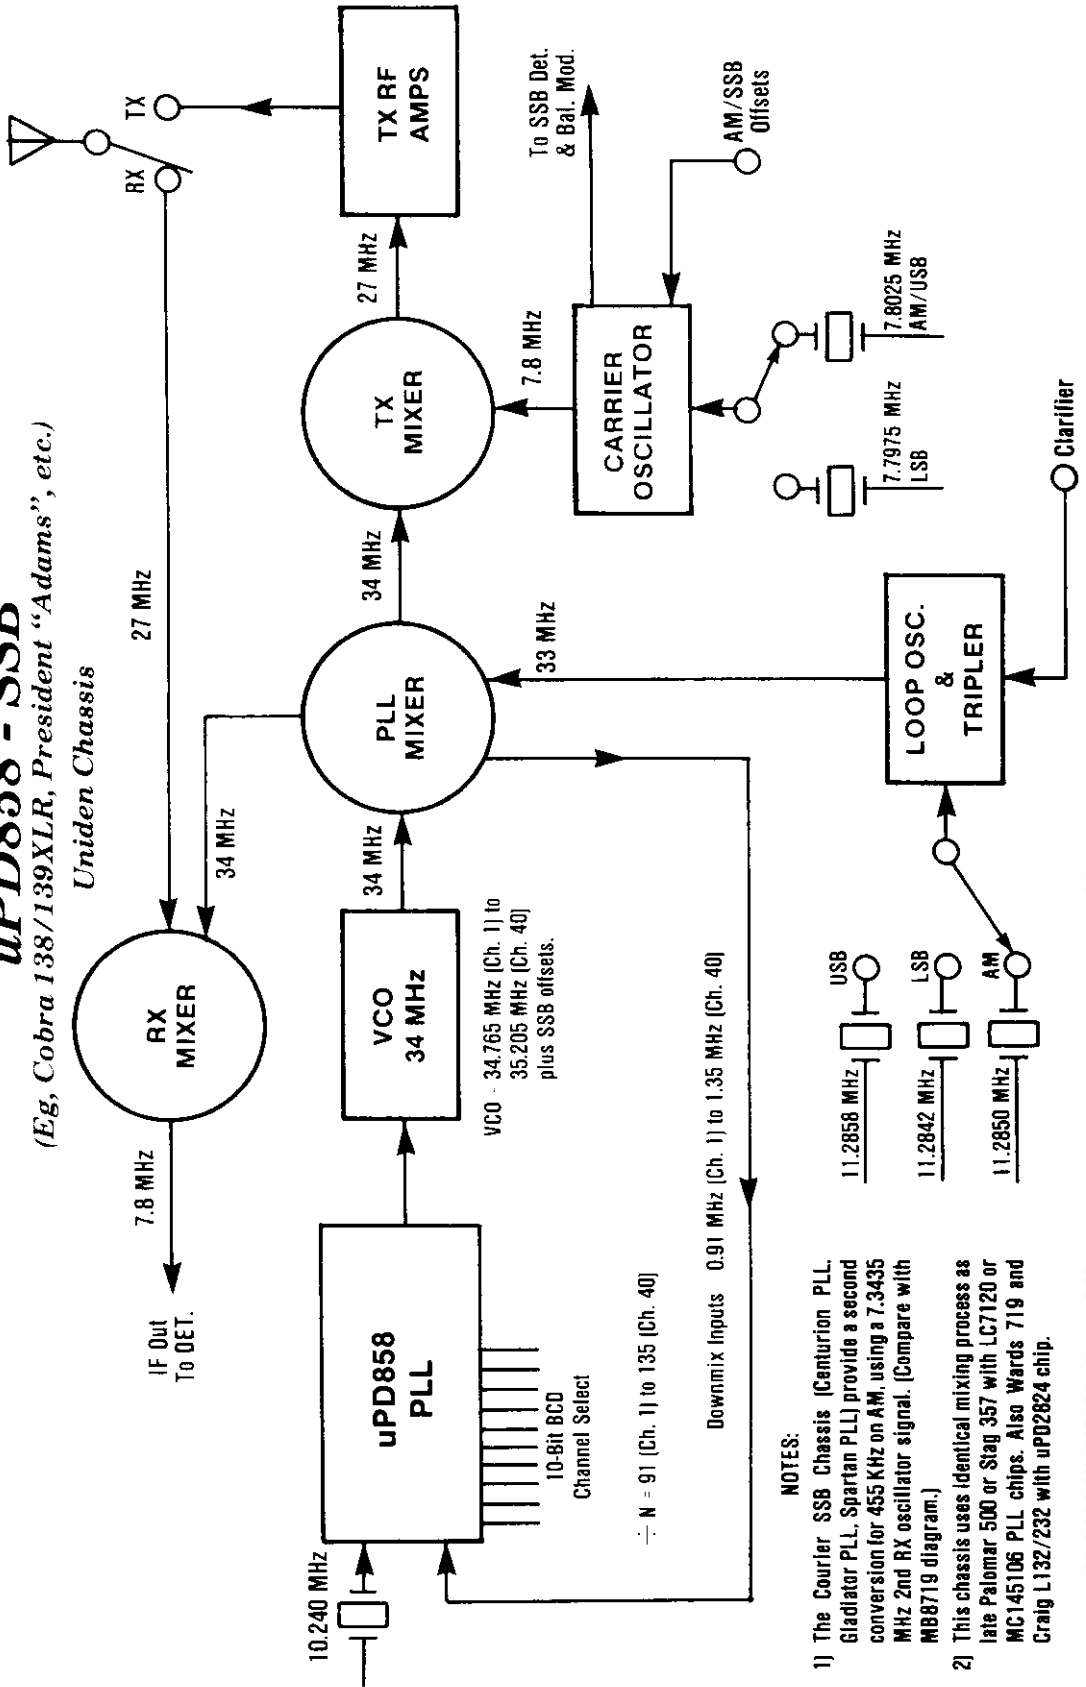 uPD858 - SSB
(Eg, Cobra 138/139XLR, President “Adams”, etc.)
Uniden Chassis
IF Out
To DET.
7.8 MHz
RX
MIXER
34 MHz
27 MHz
RX
TX
10.240 MHz
uPD858
PLL
10-Bit BCD
Channel Select
VCO
34 MHz
34 MHz
PLL
MIXER
34 MHz
TX
MIXER
27 MHz
TX RF
AMPS
VCO - 34.765 MHz (Ch. 1) to
35.205 MHz (Ch. 40)
plus SSB offsets.
÷ N = 91 (Ch. 1) to 135 (Ch. 40)
Downmix Inputs 0.91 MHz (Ch. 1) to 1.35 MHz (Ch. 40)
33 MHz
7.8 MHz
To SSB Det.
& Bal. Mod.
CARRIER
OSCILLATOR
AM/SSB
Offsets
7.7975 MHz
LSB
7.8025 MHz
AM/USB
USB
11.2858 MHz
LSB
11.2842 MHz
AM
11.2850 MHz
LOOP OSC.
&
TRIPLER
Clarifier
NOTES:
1) The Courier SSB Chassis (Centurion PLL,
Gladiator PLL, Spartan PLL) provide a second
conversion for 455 KHz on AM, using a 7.3435
MHz 2nd RX oscillator signal. (Compare with
MB8719 diagram.)
2) This chassis uses identical mixing process as
late Palomar 500 or Stag 357 with LC7120 or
MC145106 PLL chips. Also Wards 719 and
Craig L132/232 with uPD2824 chip.